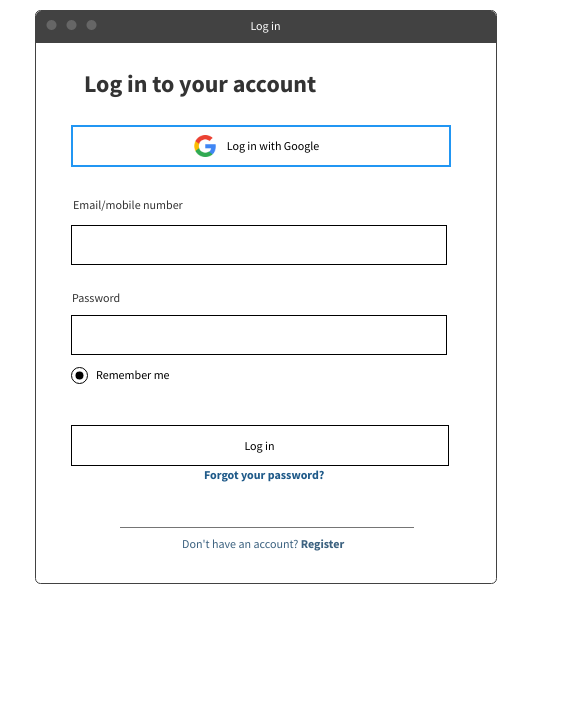 Log in
Log in to your account
Log in with Google
Email/mobile number
Password
Remember me
Log in
Forgot your password?
Don't have an account? Register